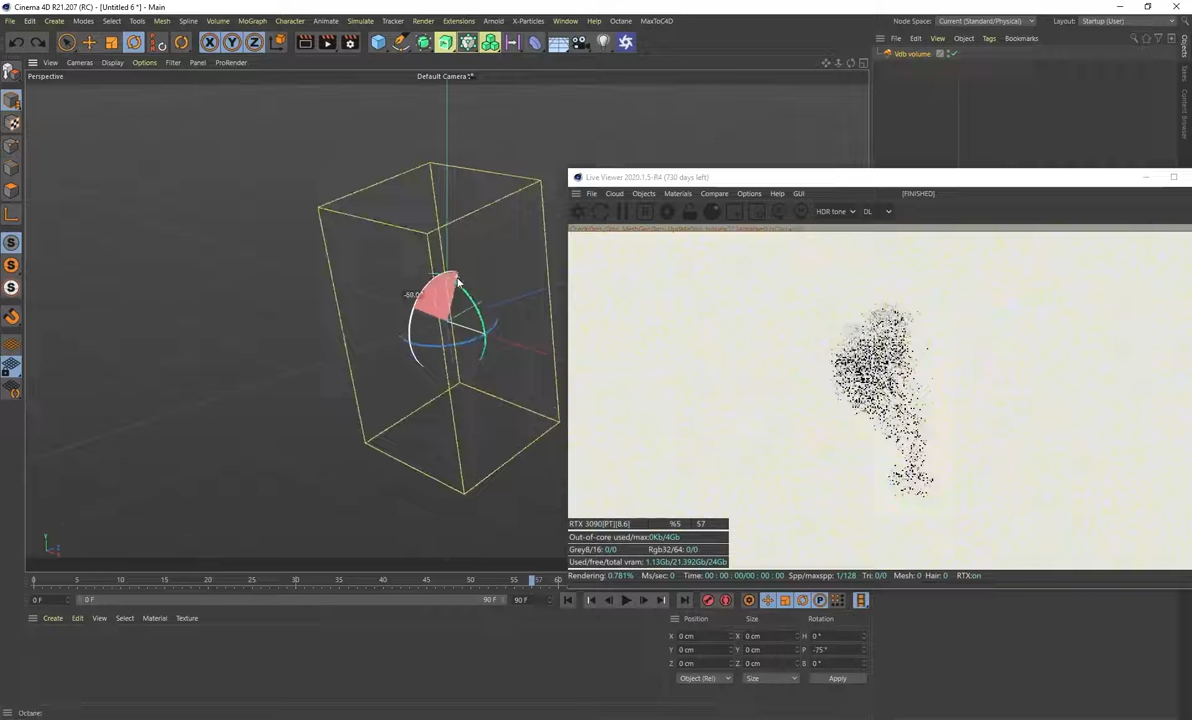 Cinema 4D R21.207 (RC) - [Untitled 6 *] - Main
File Edit Create Modes Select Tools Mesh Spline Volume MoGraph Character Animate Simulate Tracker Render Extensions Arnold X-Particles Window Help Octane MaxToC4D Node Space: Current (Standard/Physical) Layout: Startup (User)
X Y Z
File Edit View Object Tags Bookmarks
View Cameras Display Options Filter Panel ProRender
Vdb volume
Perspective
Default Camera
Objects
Takes
Content Browser
Live Viewer 2020.1.5-R4 (730 days left)
File Cloud Objects Materials Compare Options Help GUI [FINISHED]
HDR tone DL
RTX 3090[PT][8.6] %5 57
Out-of-core used/max:0Kb/4Gb
Grey8/16: 0/0 Rgb32/64: 0/0
Used/free/total vram: 1.13Gb/21.392Gb/24Gb
Rendering: 0.781% Ms/sec: 0 Time: 00 : 00 : 00/00 : 00 : 00 Spp/maxspp: 1/128 Tri: 0/0 Mesh: 0 Hair: 0 RTX:on
0 5 10 15 20 25 30 35 40 45 50 57 60
0 F 0 F 90 F 90 F
Create Edit View Select Material Texture
Position Size Rotation
X 0 cm X 0 cm H 0 °
Y 0 cm Y 0 cm P -75 °
Z 0 cm Z 0 cm B 0 °
Object (Rel) Size Apply
Octane: